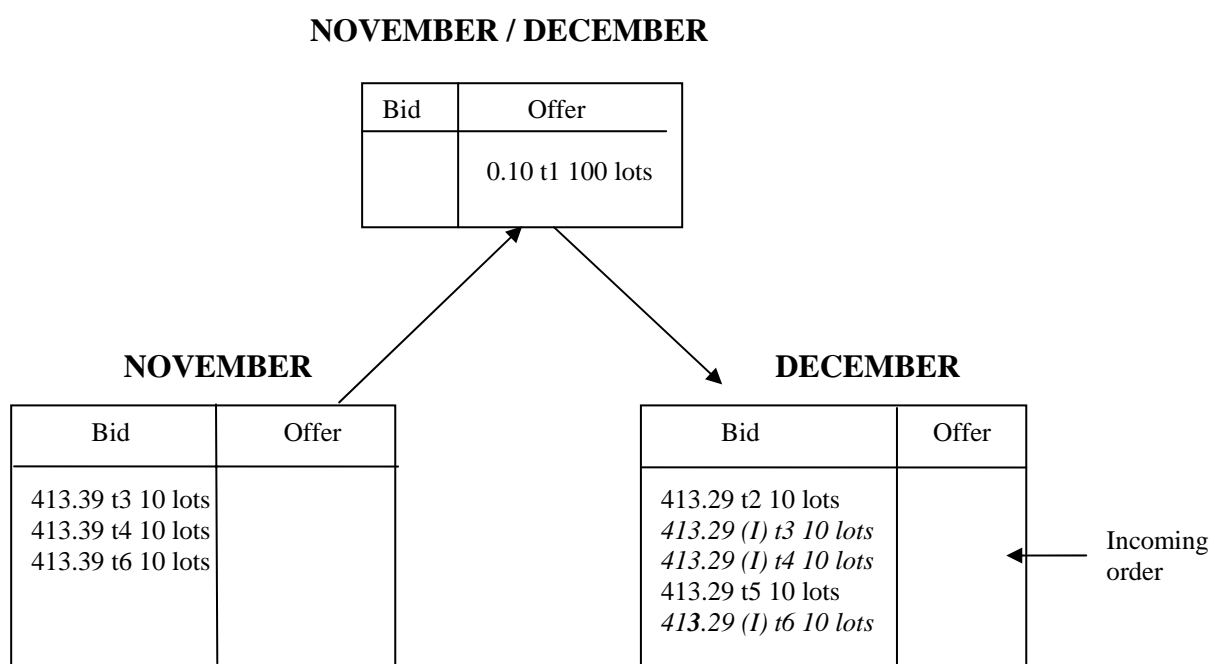 NOVEMBER / DECEMBER
Bid Offer
0.10 t1 100 lots
NOVEMBER
Bid Offer
413.39 t3 10 lots
413.39 t4 10 lots
413.39 t6 10 lots
DECEMBER
Bid Offer
413.29 t2 10 lots
413.29 (I) t3 10 lots
413.29 (I) t4 10 lots
413.29 t5 10 lots
413.29 (I) t6 10 lots
Incoming
order